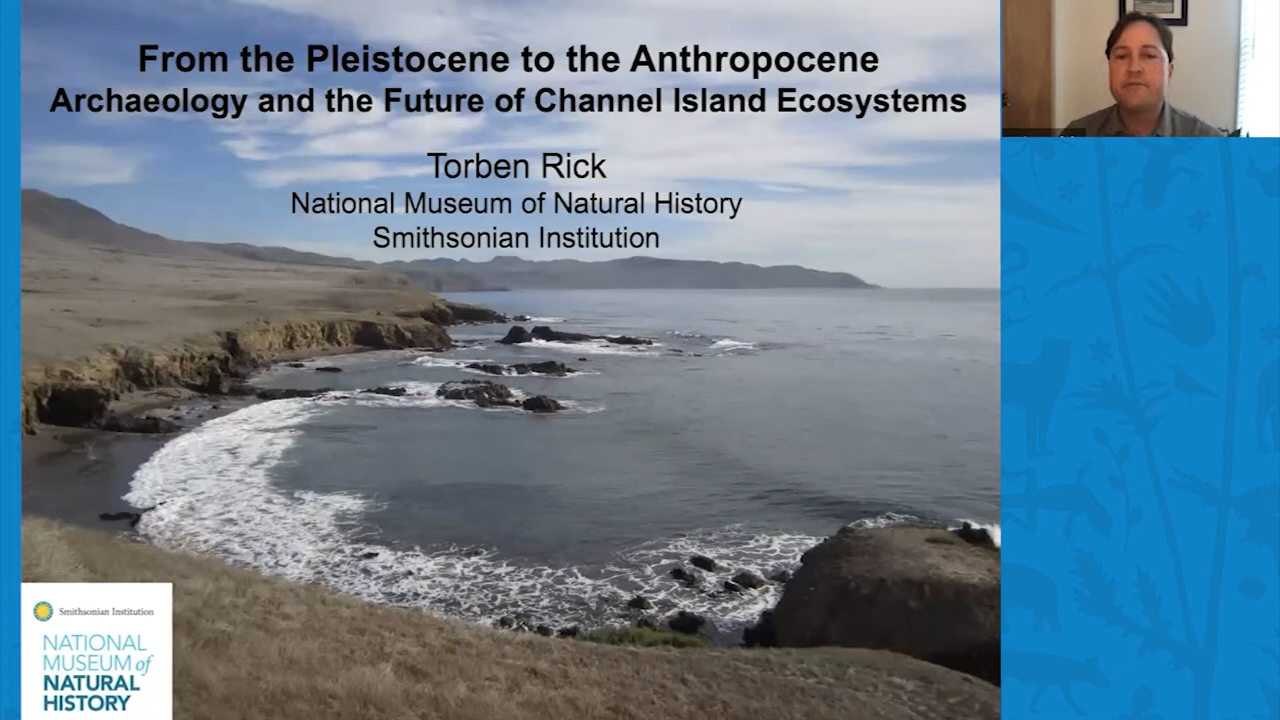 From the Pleistocene to the Anthropocene
Archaeology and the Future of Channel Island Ecosystems
Torben Rick
National Museum of Natural History
Smithsonian Institution
Smithsonian Institution
NATIONAL
MUSEUM of
NATURAL
HISTORY